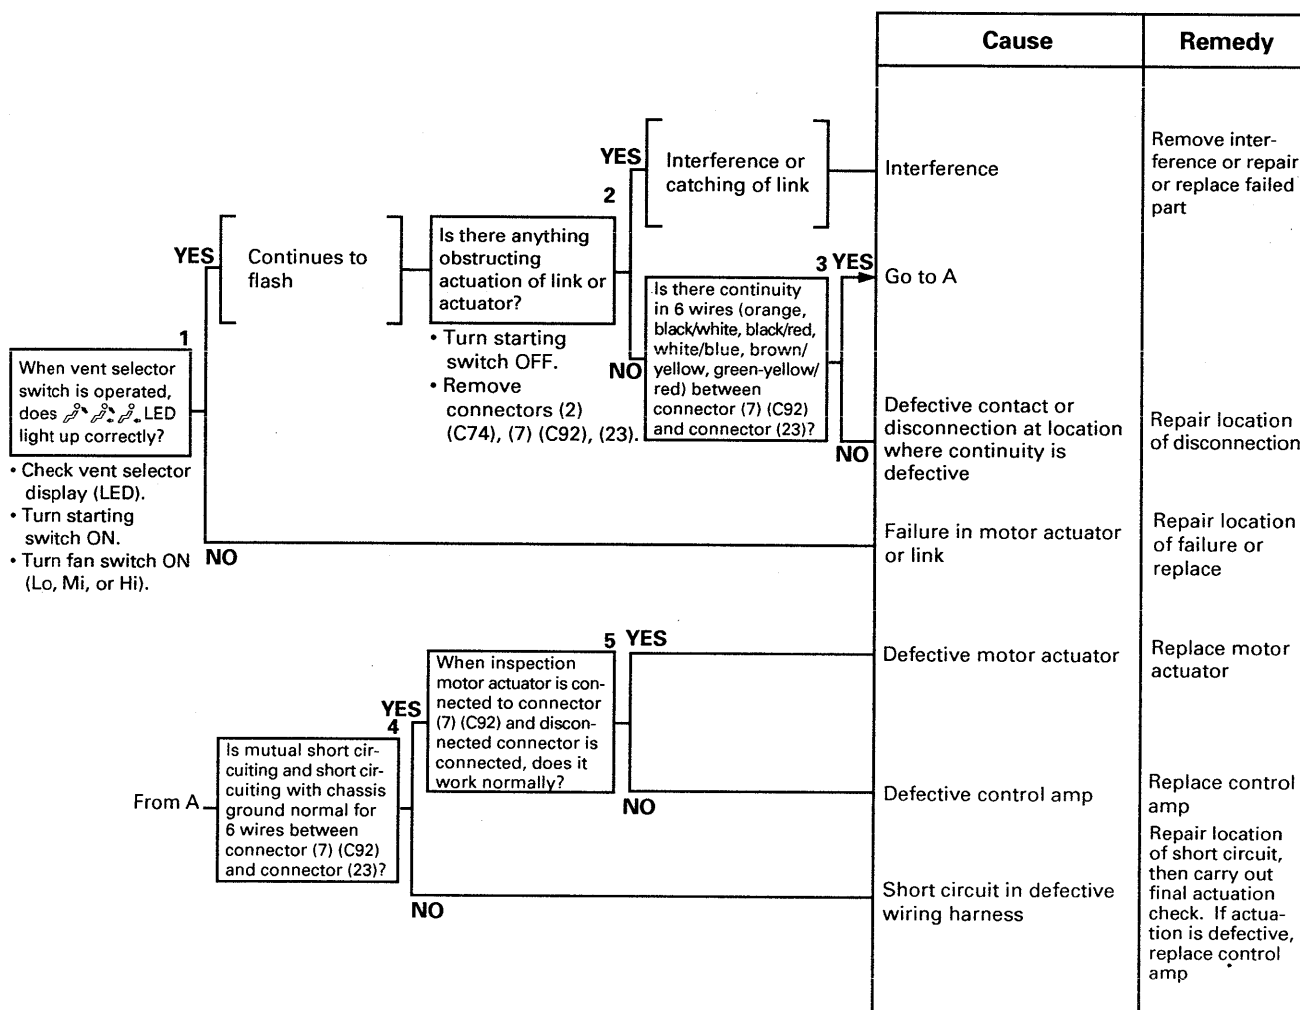 Cause
Remedy
YES
Interference or
catching of link
Interference
Remove inter-
ference or repair
or replace failed
part
2
YES
Continues to
flash
Is there anything
obstructing
actuation of link or
actuator?
• Turn starting
switch OFF.
• Remove
connectors (2)
(C74), (7) (C92), (23).
3 YES
Is there continuity
in 6 wires (orange,
black/white, black/red,
white/blue, brown/
yellow, green-yellow/
red) between
connector (7) (C92)
and connector (23)?
Go to A
NO
NO
Defective contact or
disconnection at location
where continuity is
defective
Repair location
of disconnection
1
When vent selector
switch is operated,
does LED
light up correctly?
• Check vent selector
display (LED).
• Turn starting
switch ON.
• Turn fan switch ON
(Lo, Mi, or Hi).
NO
Failure in motor actuator
or link
Repair location
of failure or
replace
5 YES
When inspection
motor actuator is con-
nected to connector
(7) (C92) and discon-
nected connector is
connected, does it
work normally?
Defective motor actuator
Replace motor
actuator
YES
4
From A
Is mutual short cir-
cuiting and short cir-
cuiting with chassis
ground normal for
6 wires between
connector (7) (C92)
and connector (23)?
NO
Defective control amp
Replace control
amp
NO
Short circuit in defective
wiring harness
Repair location
of short circuit,
then carry out
final actuation
check. If actua-
tion is defective,
replace control
amp